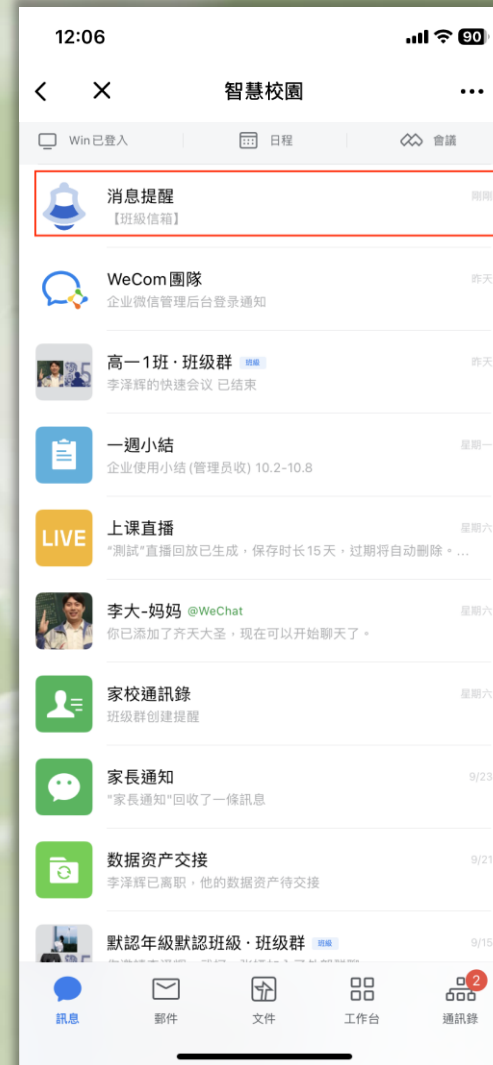 12:06
90
智慧校園
Win已登入
日程
會議
消息提醒
剛剛
【班級信箱】
WeCom團隊
昨天
企业微信管理后台登录通知
高一1班·班级群 班級
昨天
李泽辉的快速会议 已结束
一週小結
星期一
企业使用小结(管理员收) 10.2-10.8
LIVE
上课直播
星期六
"測試"直播回放已生成，保存时长15天，过期将自动删除。...
李大-妈妈 @WeChat
星期六
你已添加了齐天大圣，现在可以开始聊天了。
家校通訊錄
星期六
班级群创建提醒
家長通知
9/23
"家長通知"回收了一條訊息
数据资产交接
9/21
李泽辉已离职，他的数据资产待交接
默認年級默認班級·班级群 班級
9/15
2
訊息
郵件
文件
工作台
通訊錄